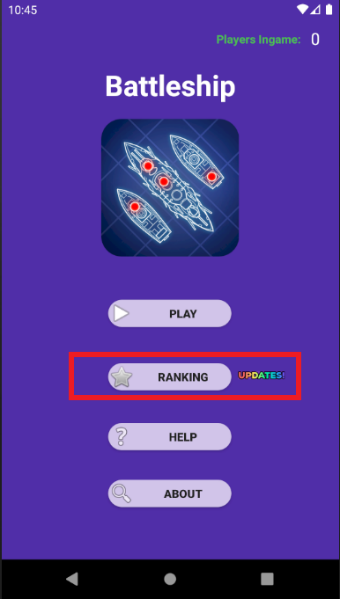 10:45
Players Ingame: 0
Battleship
PLAY
RANKING UPDATES!
HELP
ABOUT